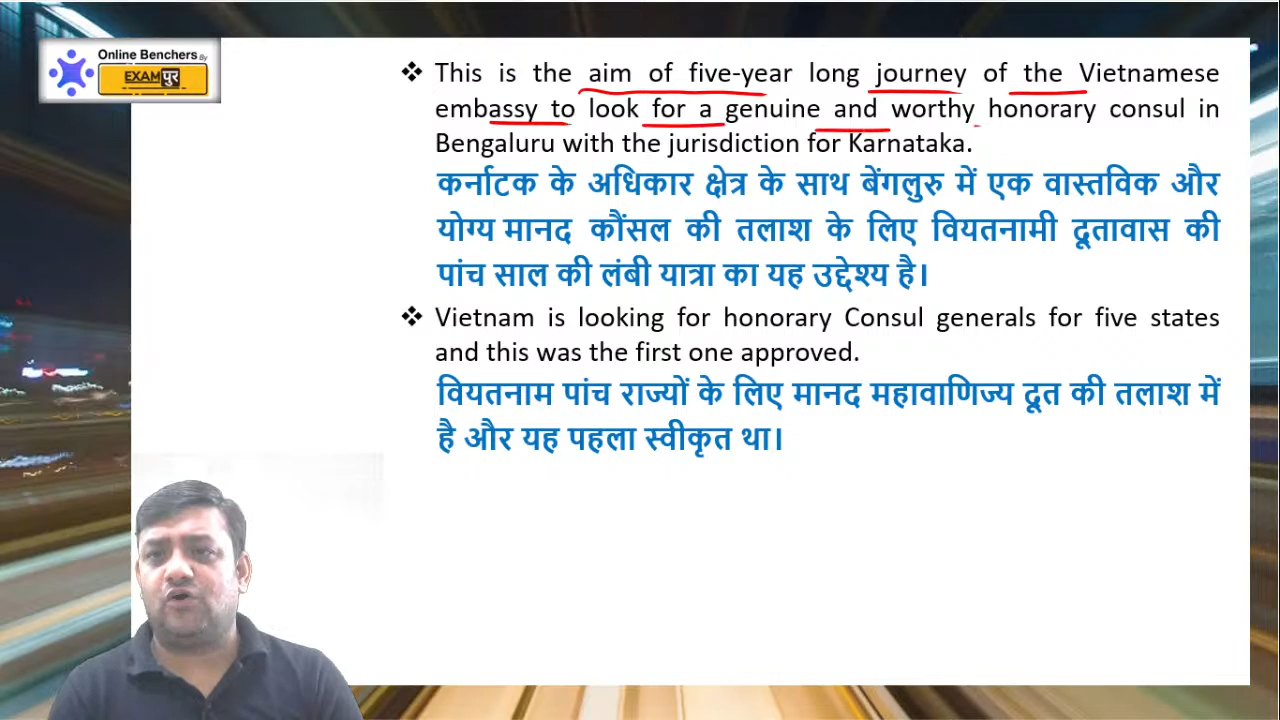 Online Benchers By
EXAMपुर
❖ This is the aim of five-year long journey of the Vietnamese
embassy to look for a genuine and worthy honorary consul in
Bengaluru with the jurisdiction for Karnataka.
कर्नाटक के अधिकार क्षेत्र के साथ बेंगलुरु में एक वास्तविक और
योग्य मानद कौंसल की तलाश के लिए वियतनामी दूतावास की
पांच साल की लंबी यात्रा का यह उद्देश्य है।
❖ Vietnam is looking for honorary Consul generals for five states
and this was the first one approved.
वियतनाम पांच राज्यों के लिए मानद महावाणिज्य दूत की तलाश में
है और यह पहला स्वीकृत था।